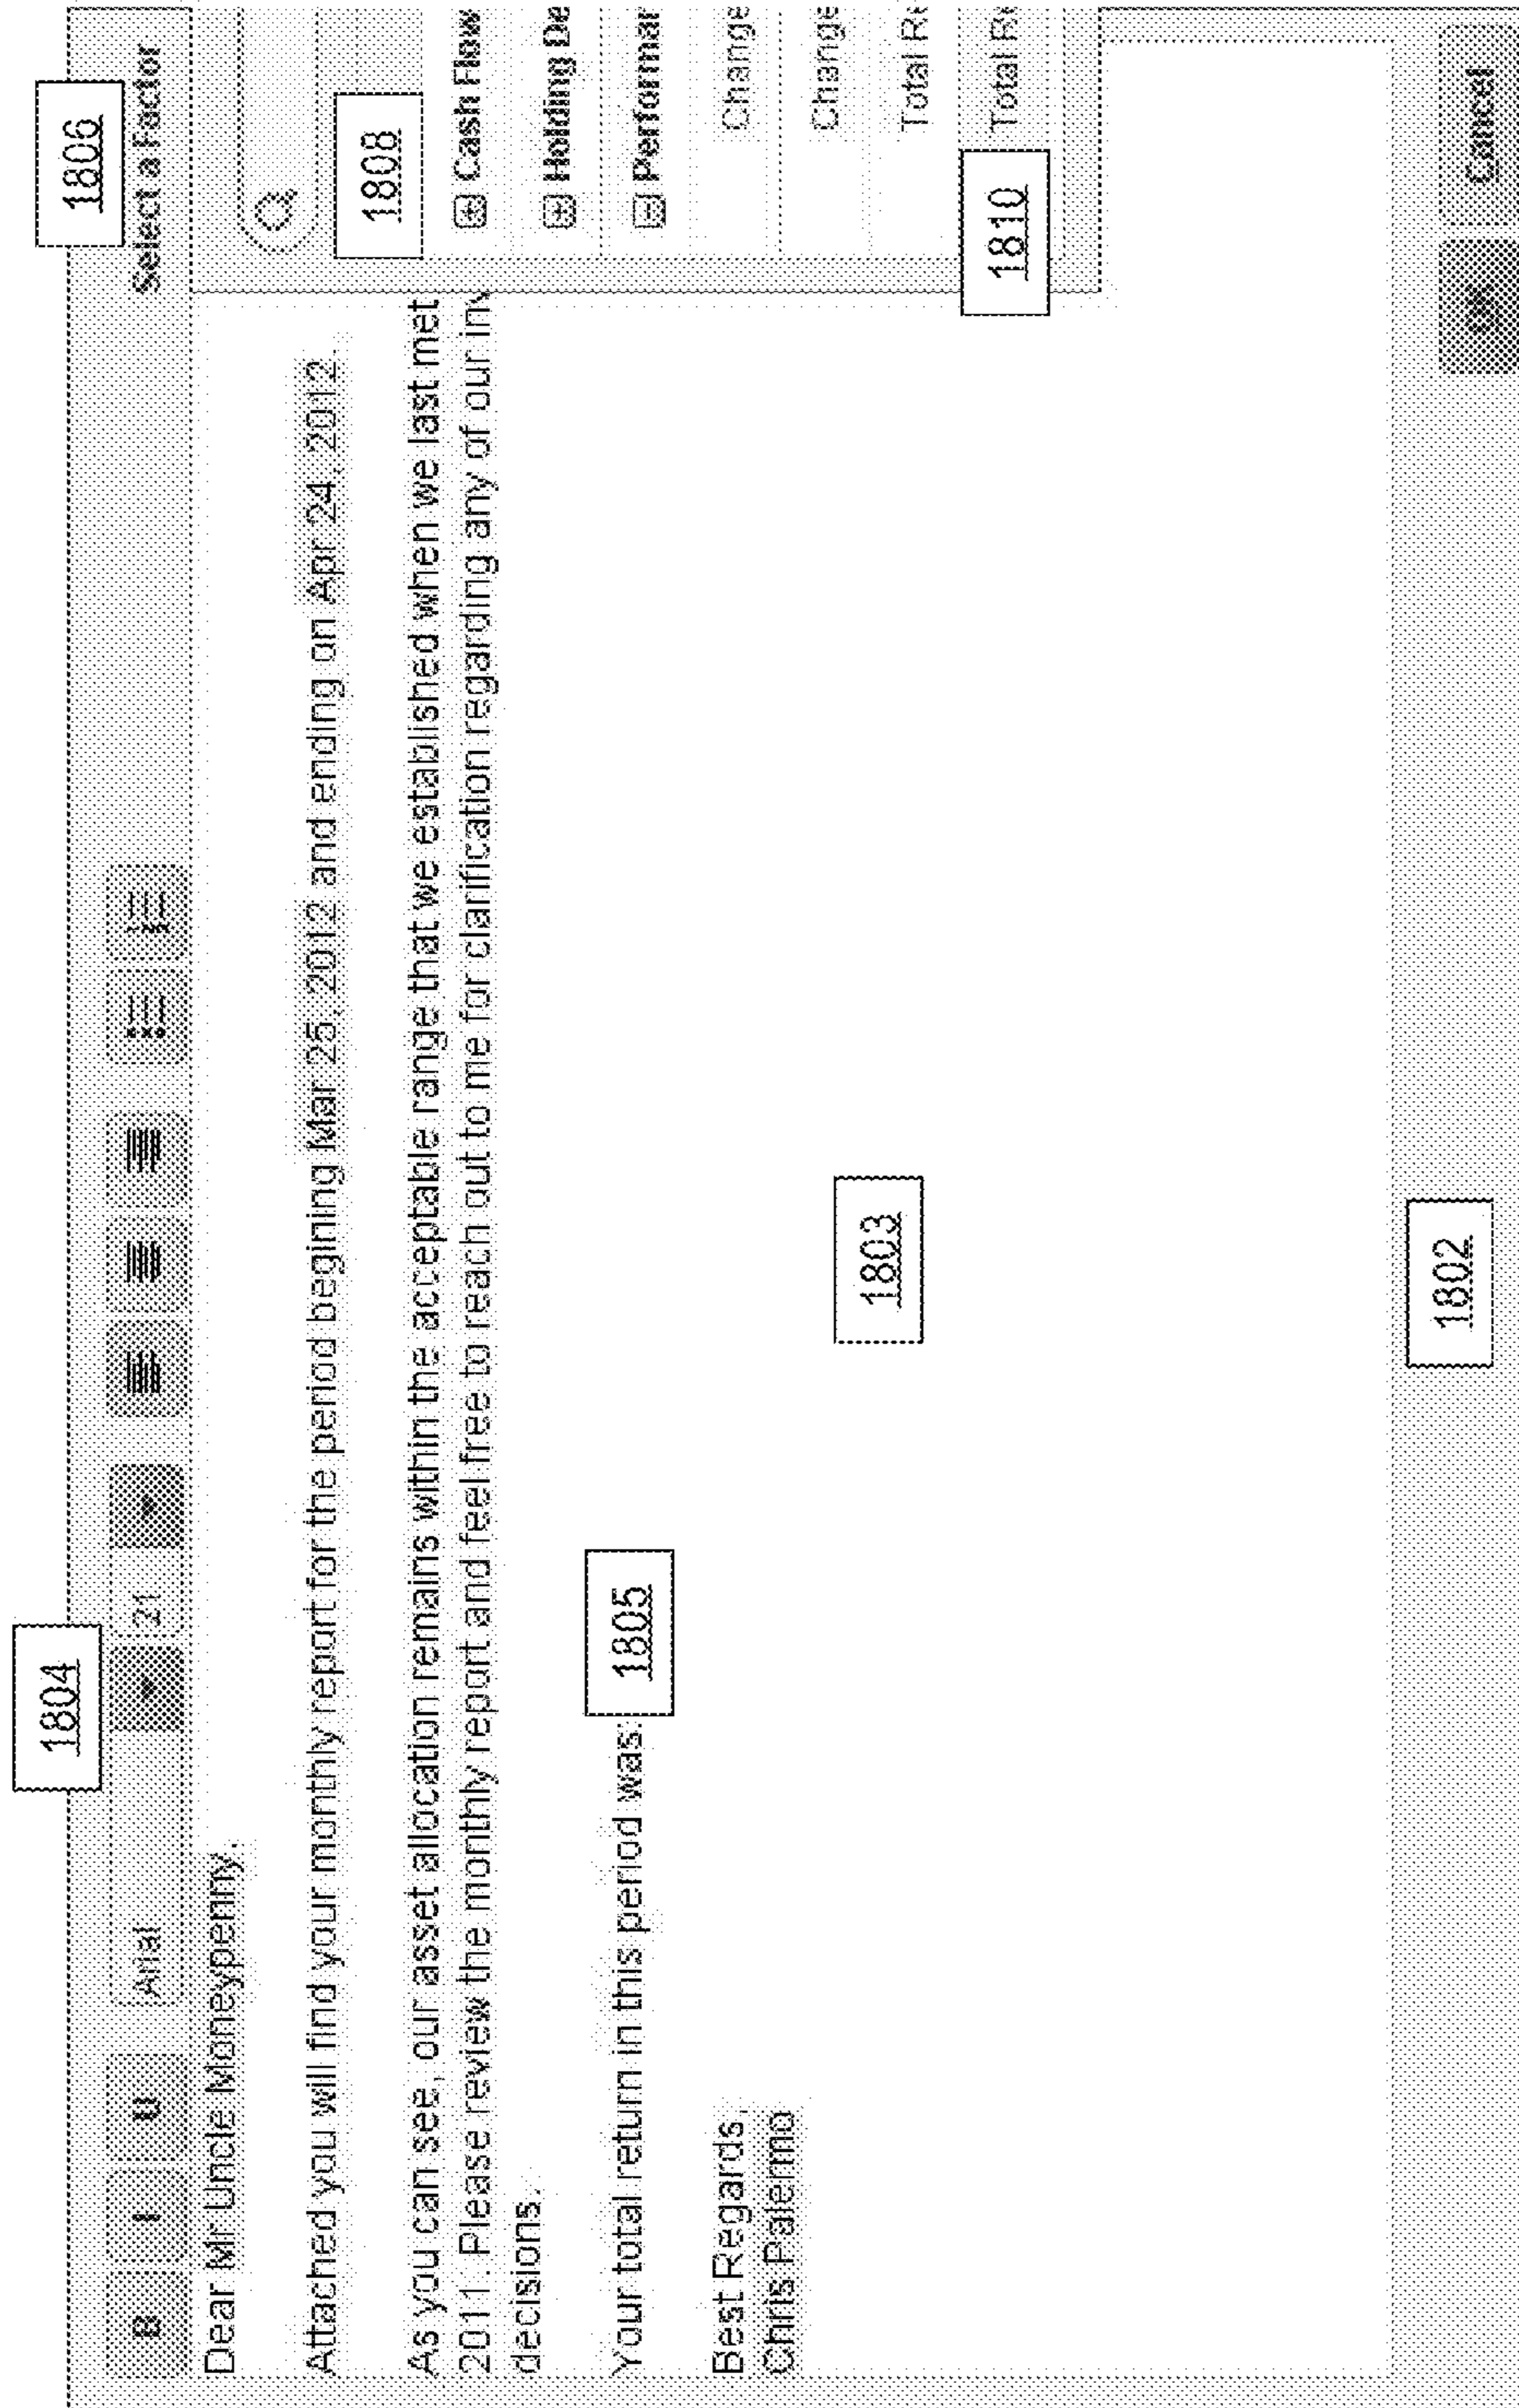 1804
1806
B I U Arial 21 Select a Factor
Dear Mr Uncle Moneypenny,
1808
Attached you will find your monthly report for the period begining Mar 25, 2012 and ending on Apr 24, 2012.
As you can see, our asset allocation remains within the acceptable range that we established when we last met
2011. Please review the monthly report and feel free to reach out to me for clarification regarding any of our inv
decisions.
Cash Flow
Holding De
1805
Your total return in this period was:
Performar
Best Regards,
Chris Palermo
Change
Change
1803
Total Re
1810
Total Re
1802
OK Cancel